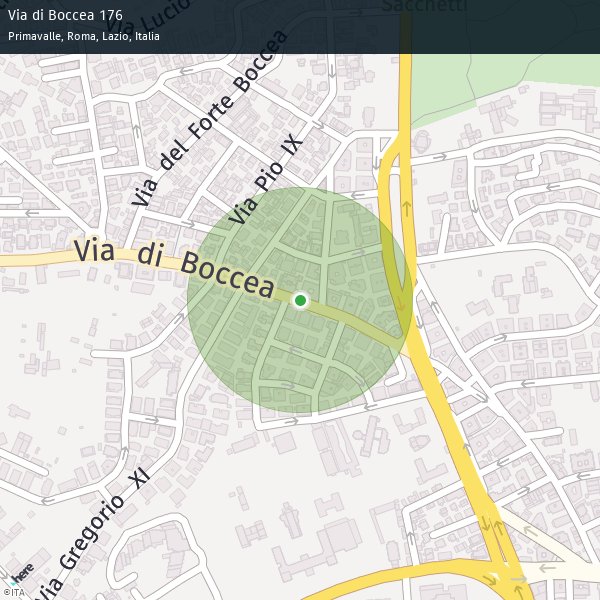 Via di Boccea 176
Primavalle, Roma, Lazio, Italia
Via Lucio
Sacchetti
Via del Forte Boccea
Via Pio IX
Via di Boccea
Via Gregorio XI
here
©ITA